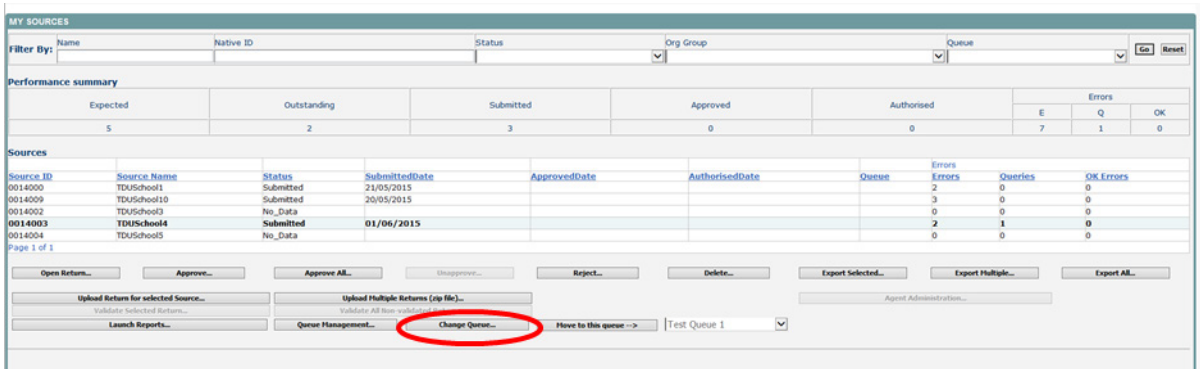 MY SOURCES
Filter By: Name Native ID Status Org Group Queue Go Reset
Performance summary
Expected Outstanding Submitted Approved Authorised Errors
E Q OK
5 2 3 0 0 7 1 0
Sources
Errors
Source ID Source Name Status SubmittedDate ApprovedDate AuthorisedDate Queue Errors Queries OK Errors
0014000 TDUSchool1 Submitted 21/05/2015 2 0 0
0014009 TDUSchool10 Submitted 20/05/2015 3 0 0
0014002 TDUSchool3 No_Data 0 0 0
0014003 TDUSchool4 Submitted 01/06/2015 2 1 0
0014004 TDUSchool5 No_Data 0 0 0
Page 1 of 1
Open Return... Approve... Approve All... Unapprove... Reject... Delete... Export Selected... Export Multiple... Export All...
Upload Return for selected Source... Upload Multiple Returns (zip file)... Agent Administration...
Validate Selected Return... Validate All Non-validated
Launch Reports... Queue Management... Change Queue... Move to this queue --> Test Queue 1